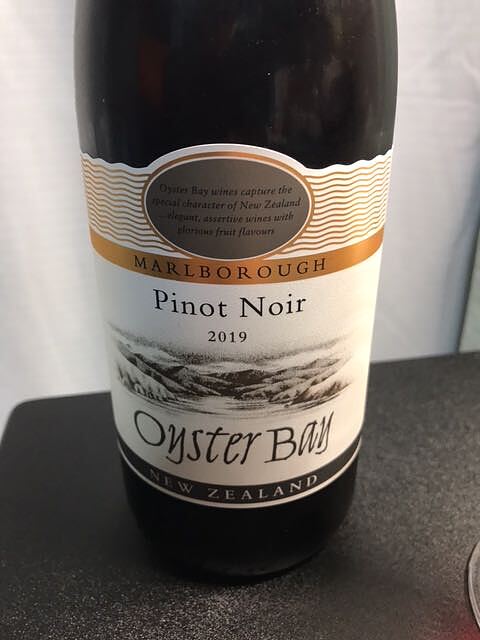 Oyster Bay wines capture the
special character of New Zealand
...elegant, assertive wines with
glorious fruit flavours
MARLBOROUGH
Pinot Noir
2019
Oyster Bay
NEW ZEALAND